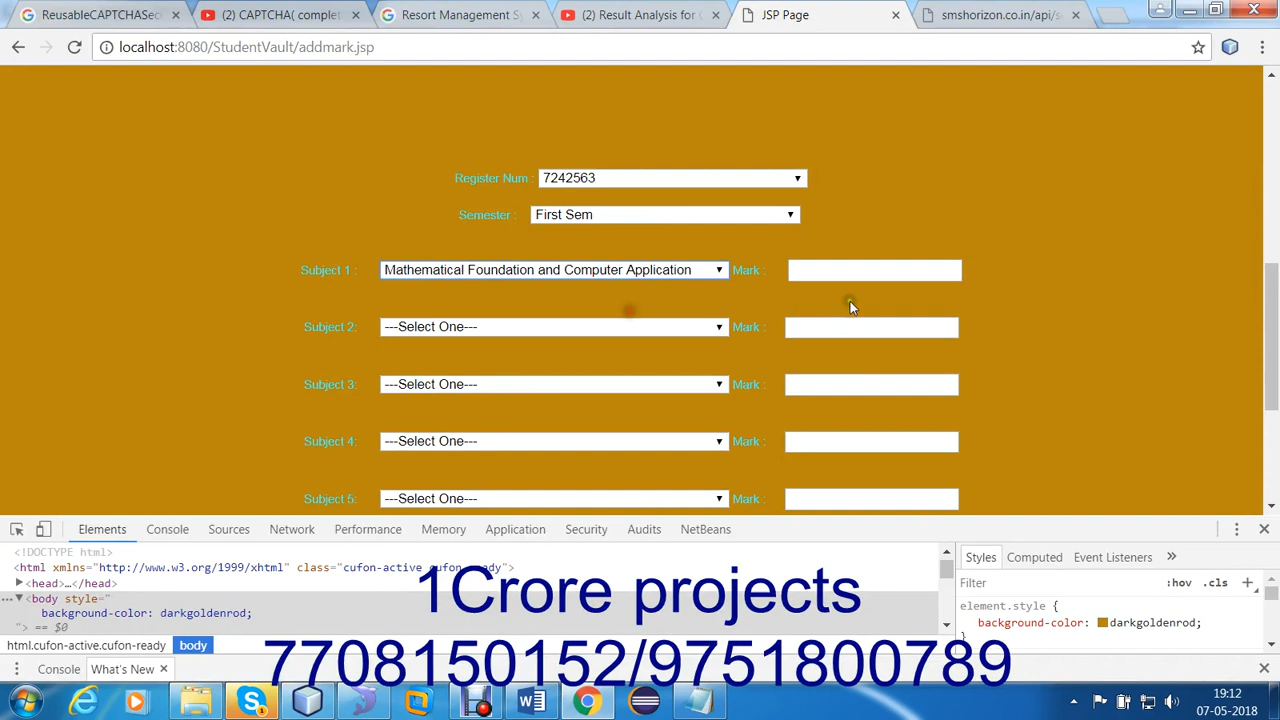 ReusableCAPTCHASec
(2) CAPTCHA( complet
Resort Management Sy
(2) Result Analysis for C
JSP Page
smshorizon.co.in/api/s
localhost:8080/StudentVault/addmark.jsp
Register Num : 7242563
Semester : First Sem
Subject 1 : Mathematical Foundation and Computer Application Mark :
Subject 2: ---Select One--- Mark :
Subject 3: ---Select One--- Mark :
Subject 4: ---Select One--- Mark :
Subject 5: ---Select One--- Mark :
Elements Console Sources Network Performance Memory Application Security Audits NetBeans
<!DOCTYPE html>
<html xmlns="http://www.w3.org/1999/xhtml" class="cufon-active cufon-ready">
<head>…</head>
<body style="
background-color: darkgoldenrod;
" == $0
html.cufon-active.cufon-ready body
Styles Computed Event Listeners »
Filter :hov .cls +
element.style {
background-color: darkgoldenrod;
}
Console What's New ×
1Crore projects
7708150152/9751800789
19:12
07-05-2018